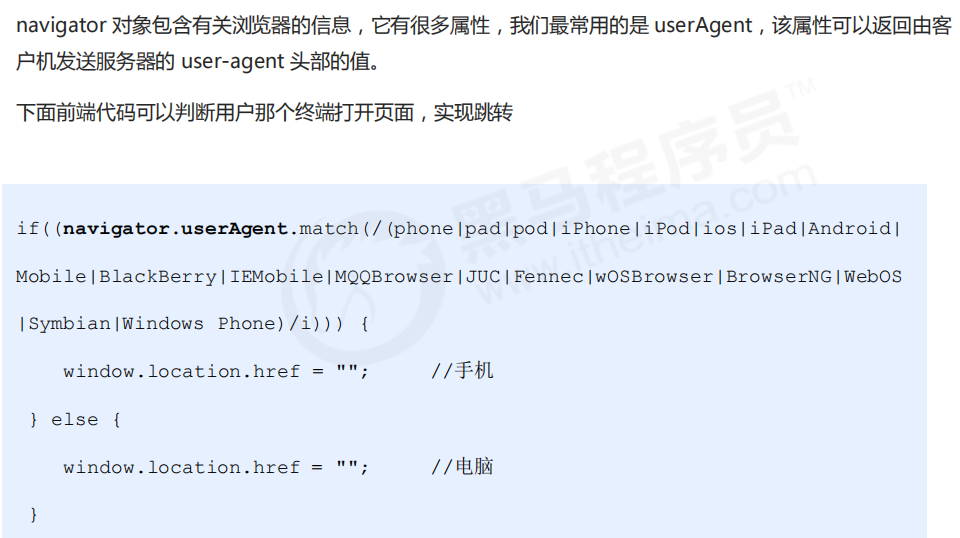 navigator 对象包含有关浏览器的信息，它有很多属性，我们最常用的是 userAgent，该属性可以返回由客
户机发送服务器的 user-agent 头部的值。
下面前端代码可以判断用户那个终端打开页面，实现跳转
if((navigator.userAgent.match(/(phone|pad|pod|iPhone|iPod|ios|iPad|Android|
Mobile|BlackBerry|IEMobile|MQQBrowser|JUC|Fennec|wOSBrowser|BrowserNG|WebOS
|Symbian|Windows Phone)/i))) {
window.location.href = ""; //手机
} else {
window.location.href = ""; //电脑
}
黑马程序员™
www.itheima.com